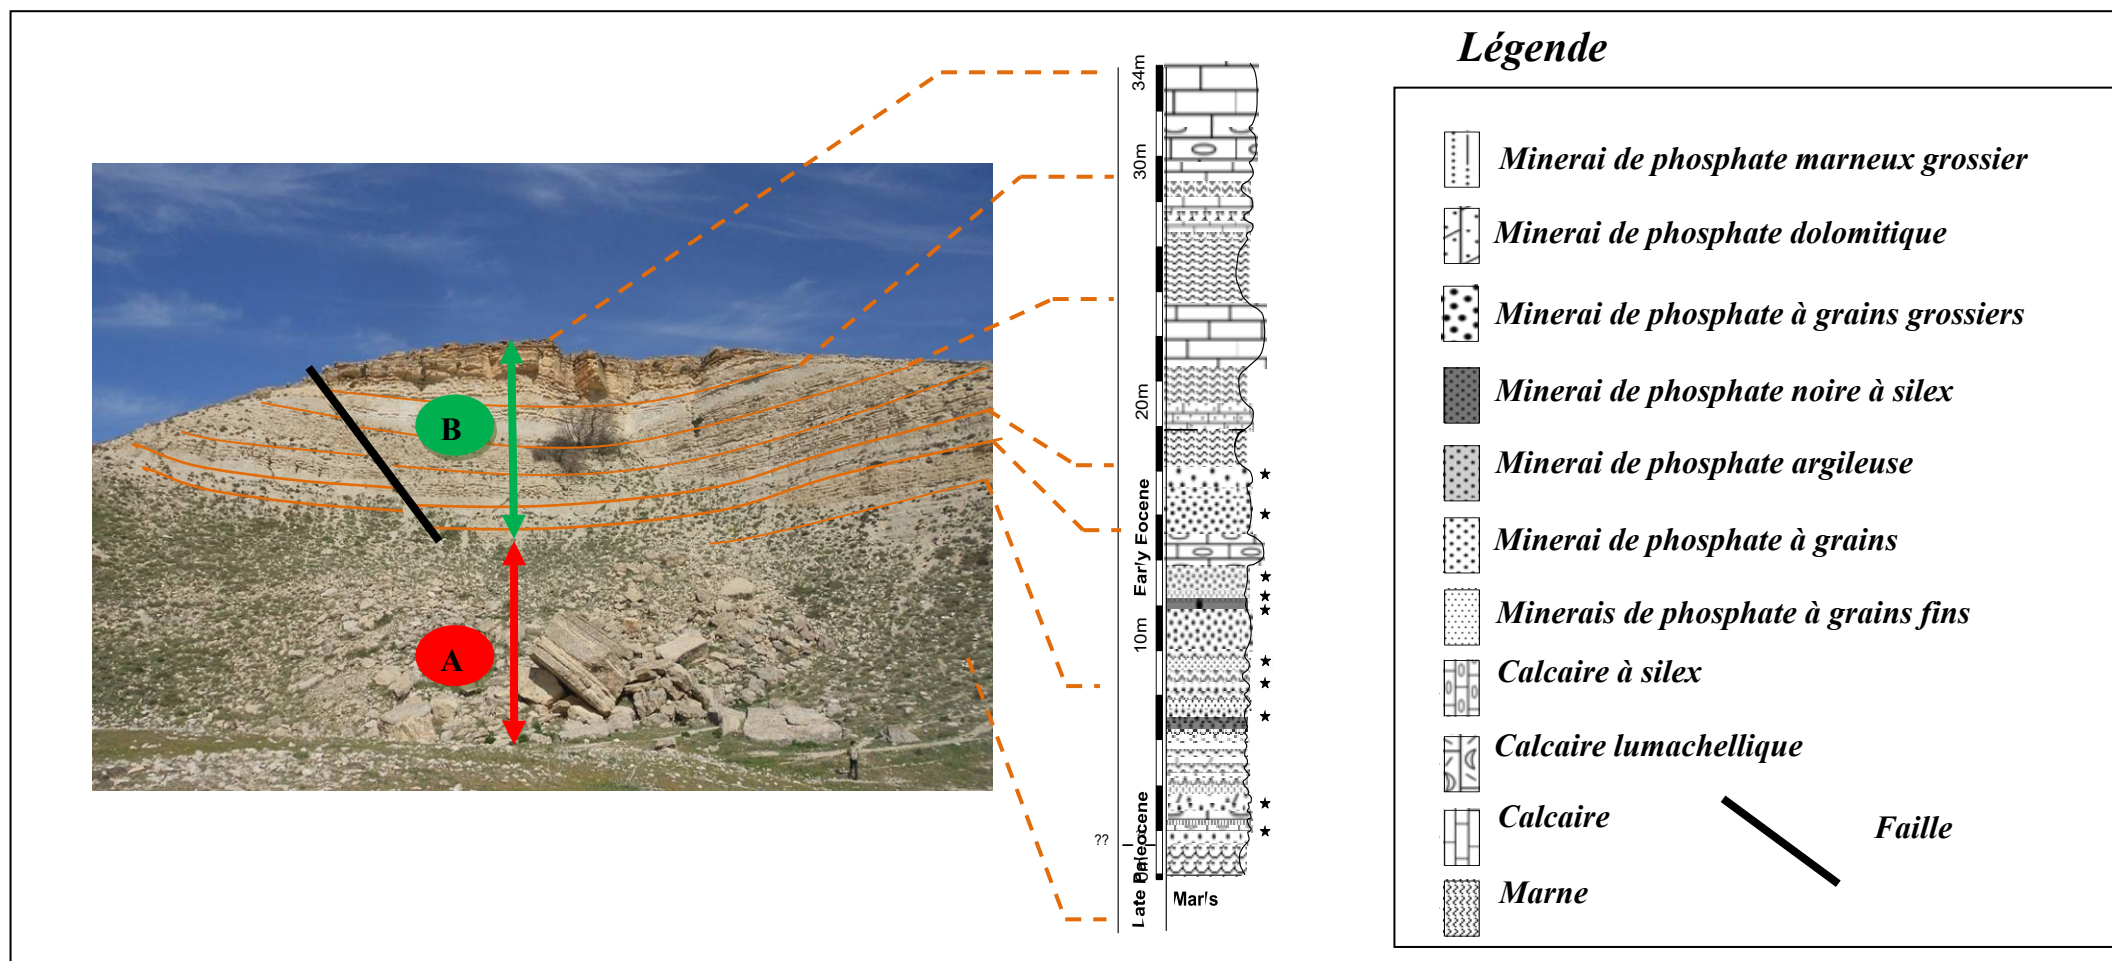 Légende
Minerai de phosphate marneux grossier
Minerai de phosphate dolomitique
Minerai de phosphate à grains grossiers
Minerai de phosphate noire à silex
Minerai de phosphate argileuse
Minerai de phosphate à grains
Minerais de phosphate à grains fins
Calcaire à silex
Calcaire lumachellique
Calcaire
Faille
Marne
34m
30m
20m
10m
Early Eocene
Late Paleocene
??
Marls
B
A